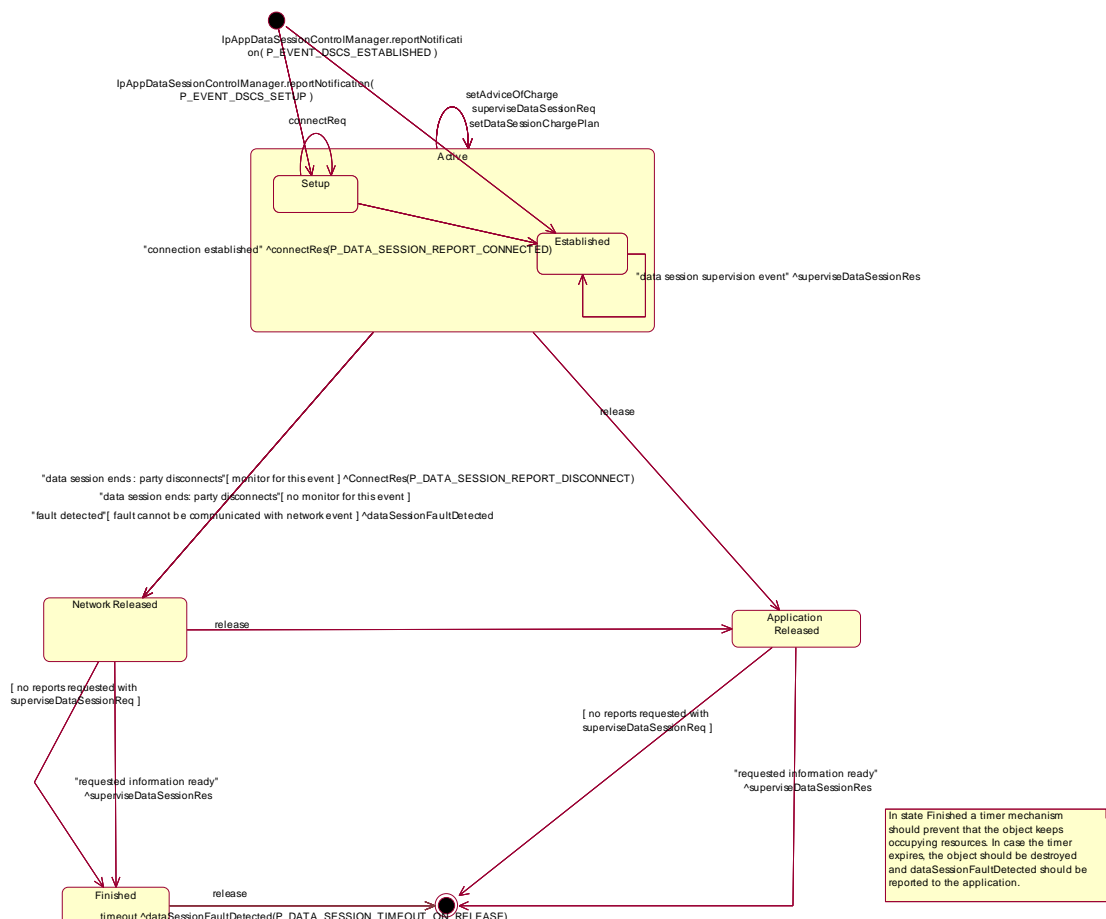 IpAppDataSessionControlManager.reportNotificati
on( P_EVENT_DSCS_ESTABLISHED )
IpAppDataSessionControlManager.reportNotification(
P_EVENT_DSCS_SETUP )
setAdviceOfCharge
superviseDataSessionReq
setDataSessionChargePlan
connectReq
Active
Setup
Established
"connection established" ^connectRes(P_DATA_SESSION_REPORT_CONNECTED)
"data session supervision event" ^superviseDataSessionRes
release
"data session ends : party disconnects"[ monitor for this event ] ^ConnectRes(P_DATA_SESSION_REPORT_DISCONNECT)
"data session ends: party disconnects"[ no monitor for this event ]
"fault detected"[ fault cannot be communicated with network event ] ^dataSessionFaultDetected
Network Released
Application
Released
release
[ no reports requested with
superviseDataSessionReq ]
[ no reports requested with
superviseDataSessionReq ]
"requested information ready"
^superviseDataSessionRes
"requested information ready"
^superviseDataSessionRes
In state Finished a timer mechanism
should prevent that the object keeps
occupying resources. In case the timer
expires, the object should be destroyed
and dataSessionFaultDetected should be
reported to the application.
Finished
release
timeout ^dataSessionFaultDetected(P_DATA_SESSION_TIMEOUT_ON_RELEASE)